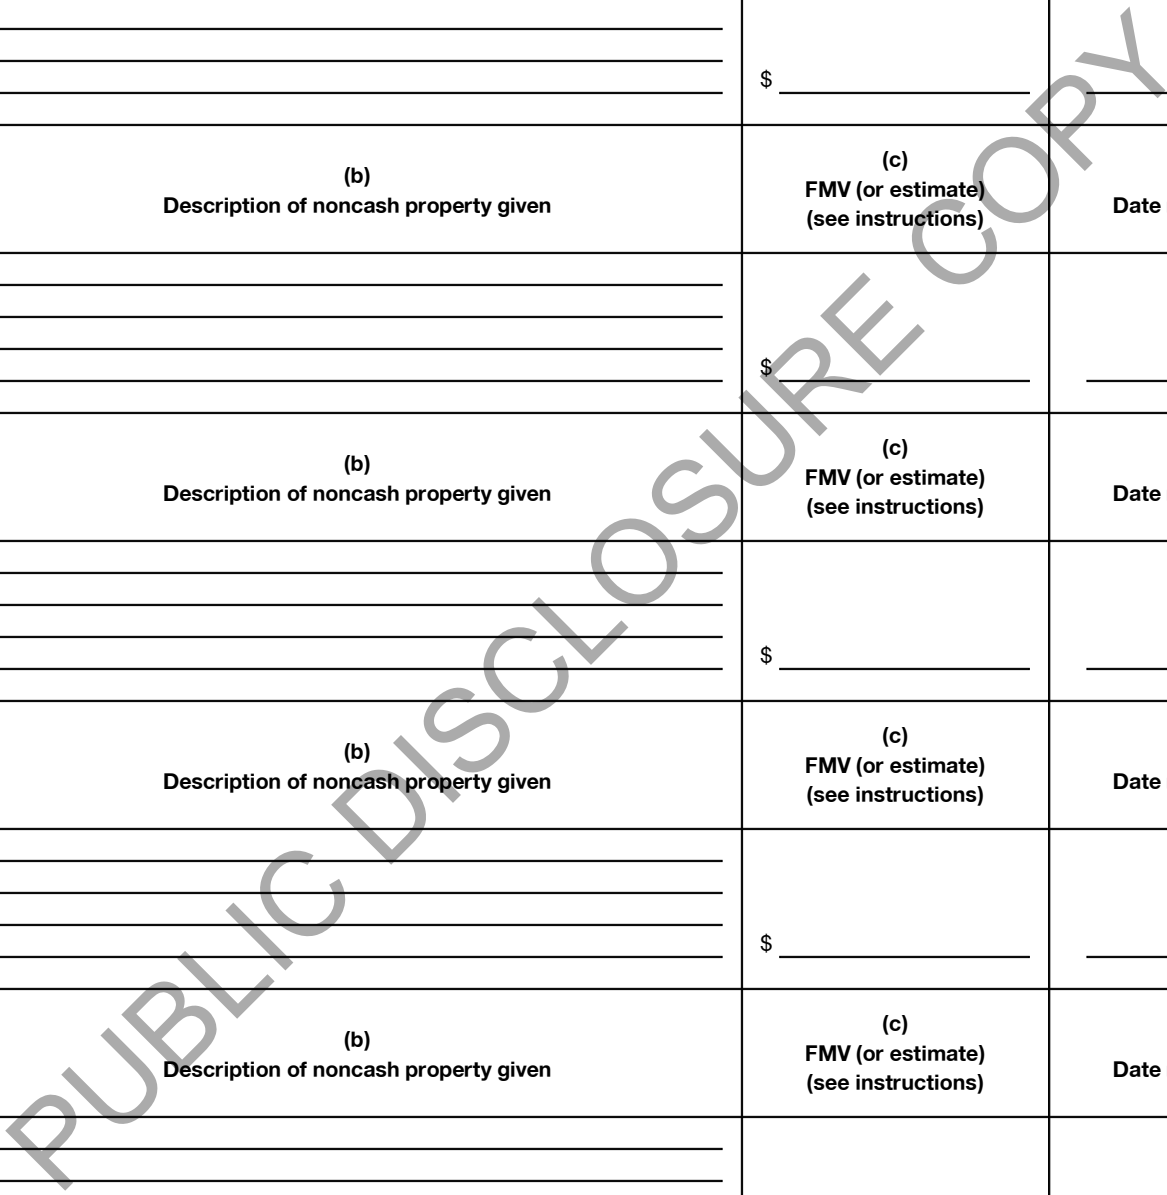 $
(b)
Description of noncash property given
(c)
FMV (or estimate)
(see instructions)
Date
$
(b)
Description of noncash property given
(c)
FMV (or estimate)
(see instructions)
Date
$
(b)
Description of noncash property given
(c)
FMV (or estimate)
(see instructions)
Date
$
(b)
Description of noncash property given
(c)
FMV (or estimate)
(see instructions)
Date
PUBLIC DISCLOSURE COPY